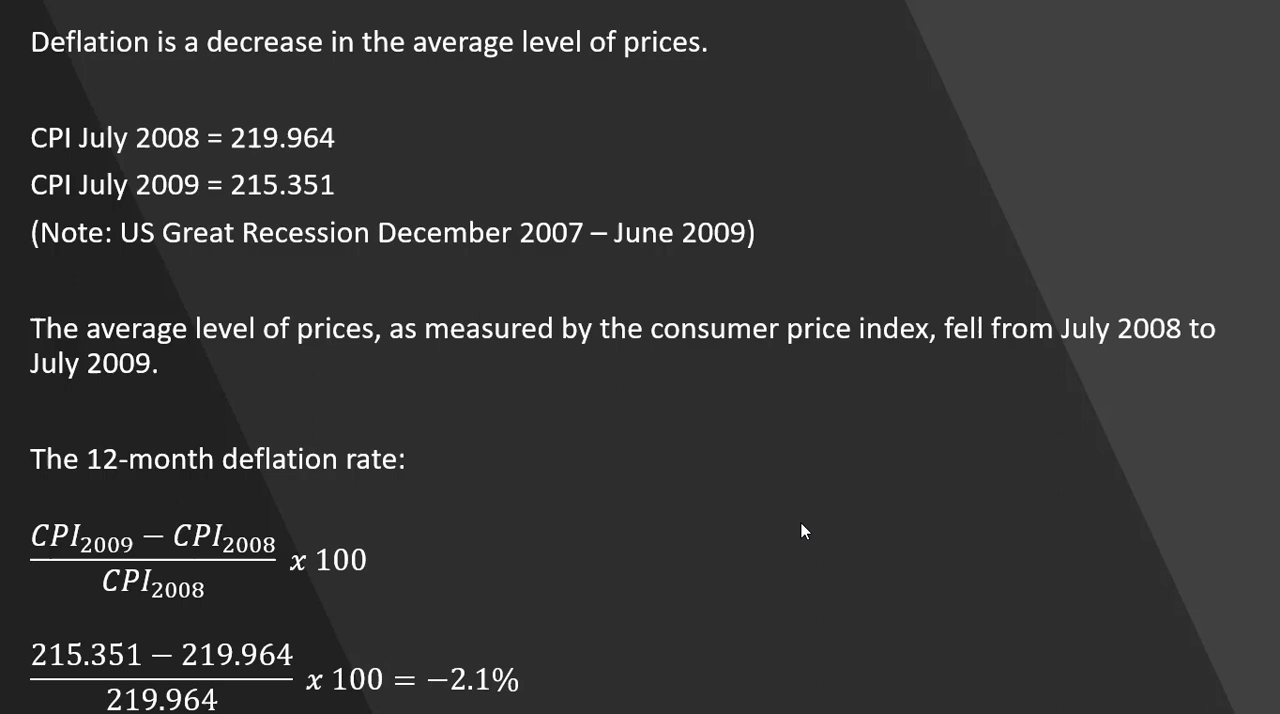 Deflation is a decrease in the average level of prices.
CPI July 2008 = 219.964
CPI July 2009 = 215.351
(Note: US Great Recession December 2007 – June 2009)
The average level of prices, as measured by the consumer price index, fell from July 2008 to
July 2009.
The 12-month deflation rate:
CPI₂₀₀₉ − CPI₂₀₀₈
x 100
CPI₂₀₀₈
215.351 − 219.964
x 100 = −2.1%
219.964